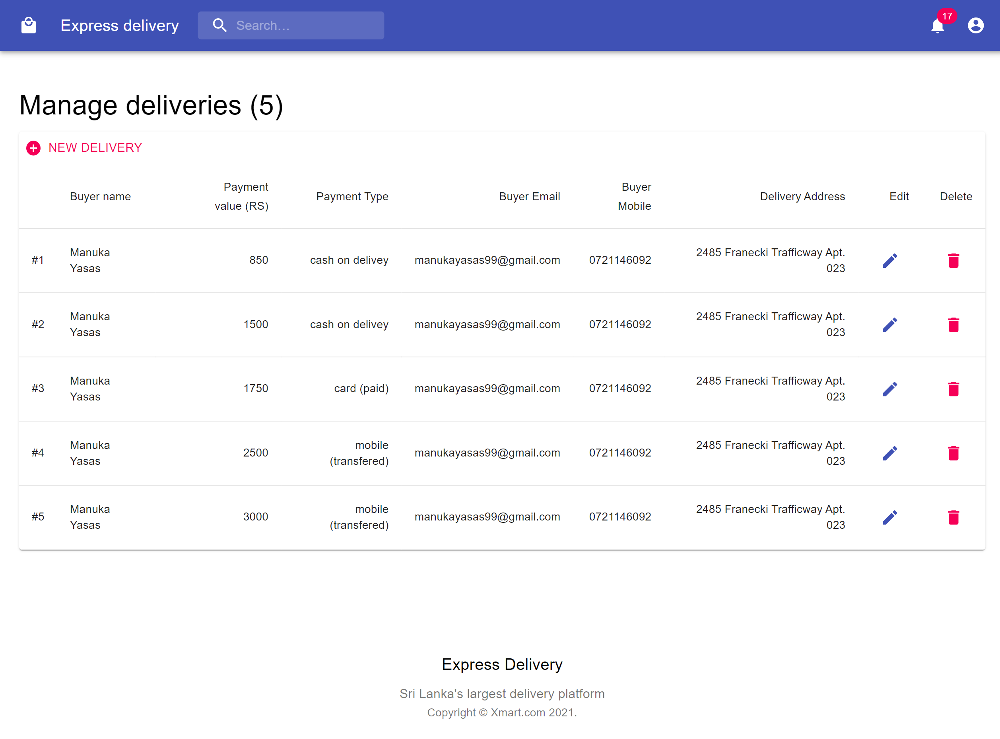 Express delivery
Search...
17
Manage deliveries (5)
NEW DELIVERY
Buyer name
Payment
value (RS)
Payment Type
Buyer Email
Buyer
Mobile
Delivery Address
Edit
Delete
#1
Manuka
Yasas
850
cash on delivey
manukayasas99@gmail.com
0721146092
2485 Franecki Trafficway Apt.
023
#2
Manuka
Yasas
1500
cash on delivey
manukayasas99@gmail.com
0721146092
2485 Franecki Trafficway Apt.
023
#3
Manuka
Yasas
1750
card (paid)
manukayasas99@gmail.com
0721146092
2485 Franecki Trafficway Apt.
023
#4
Manuka
Yasas
2500
mobile
(transfered)
manukayasas99@gmail.com
0721146092
2485 Franecki Trafficway Apt.
023
#5
Manuka
Yasas
3000
mobile
(transfered)
manukayasas99@gmail.com
0721146092
2485 Franecki Trafficway Apt.
023
Express Delivery
Sri Lanka's largest delivery platform
Copyright © Xmart.com 2021.